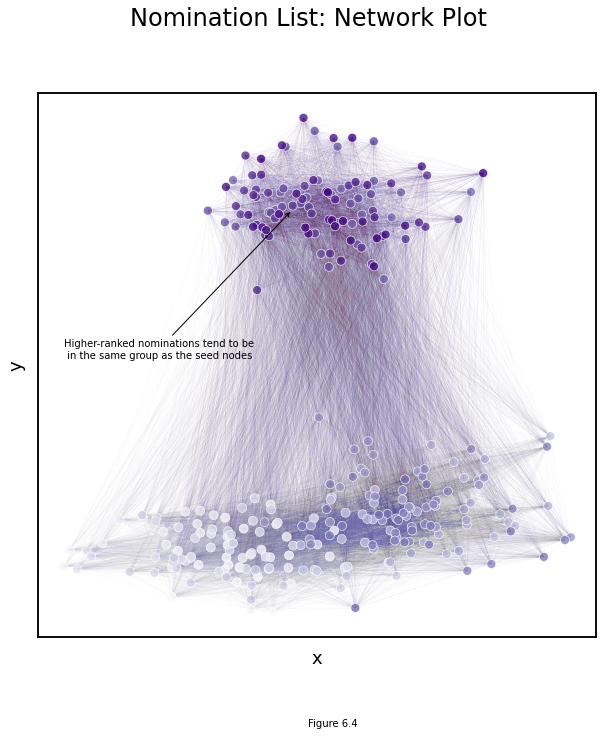 Nomination List: Network Plot
y
Higher-ranked nominations tend to be
in the same group as the seed nodes
x
Figure 6.4